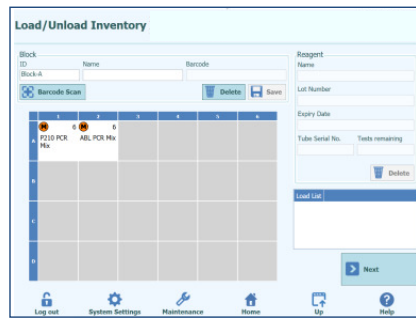 Load/Unload Inventory
Block
ID Name Barcode
Block-A
Barcode Scan Delete Save
1 2 3 4 5 6
A M 6 M 6
P210 PCR Mix ABL PCR Mix
B
C
D
Reagent
Name
Lot Number
Expiry Date
Tube Serial No. Tests remaining
Delete
Load List
Next
Log out System Settings Maintenance Home Up Help